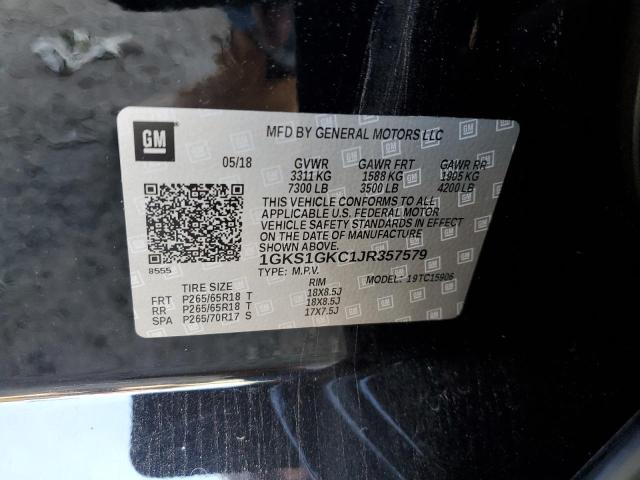 GM MFD BY GENERAL MOTORS LLC
05/18 GVWR GAWR FRT GAWR RR
3311 KG 1588 KG 1905 KG
7300 LB 3500 LB 4200 LB
THIS VEHICLE CONFORMS TO ALL
APPLICABLE U.S. FEDERAL MOTOR
VEHICLE SAFETY STANDARDS IN EFFECT
ON THE DATE OF MANUFACTURE
SHOWN ABOVE.
1GKS1GKC1JR357579
8555 TYPE: M.P.V. MODEL: 19TC15906
TIRE SIZE RIM
FRT P265/65R18 T 18X8.5J
RR P265/65R18 T 18X8.5J
SPA P265/70R17 S 17X7.5J